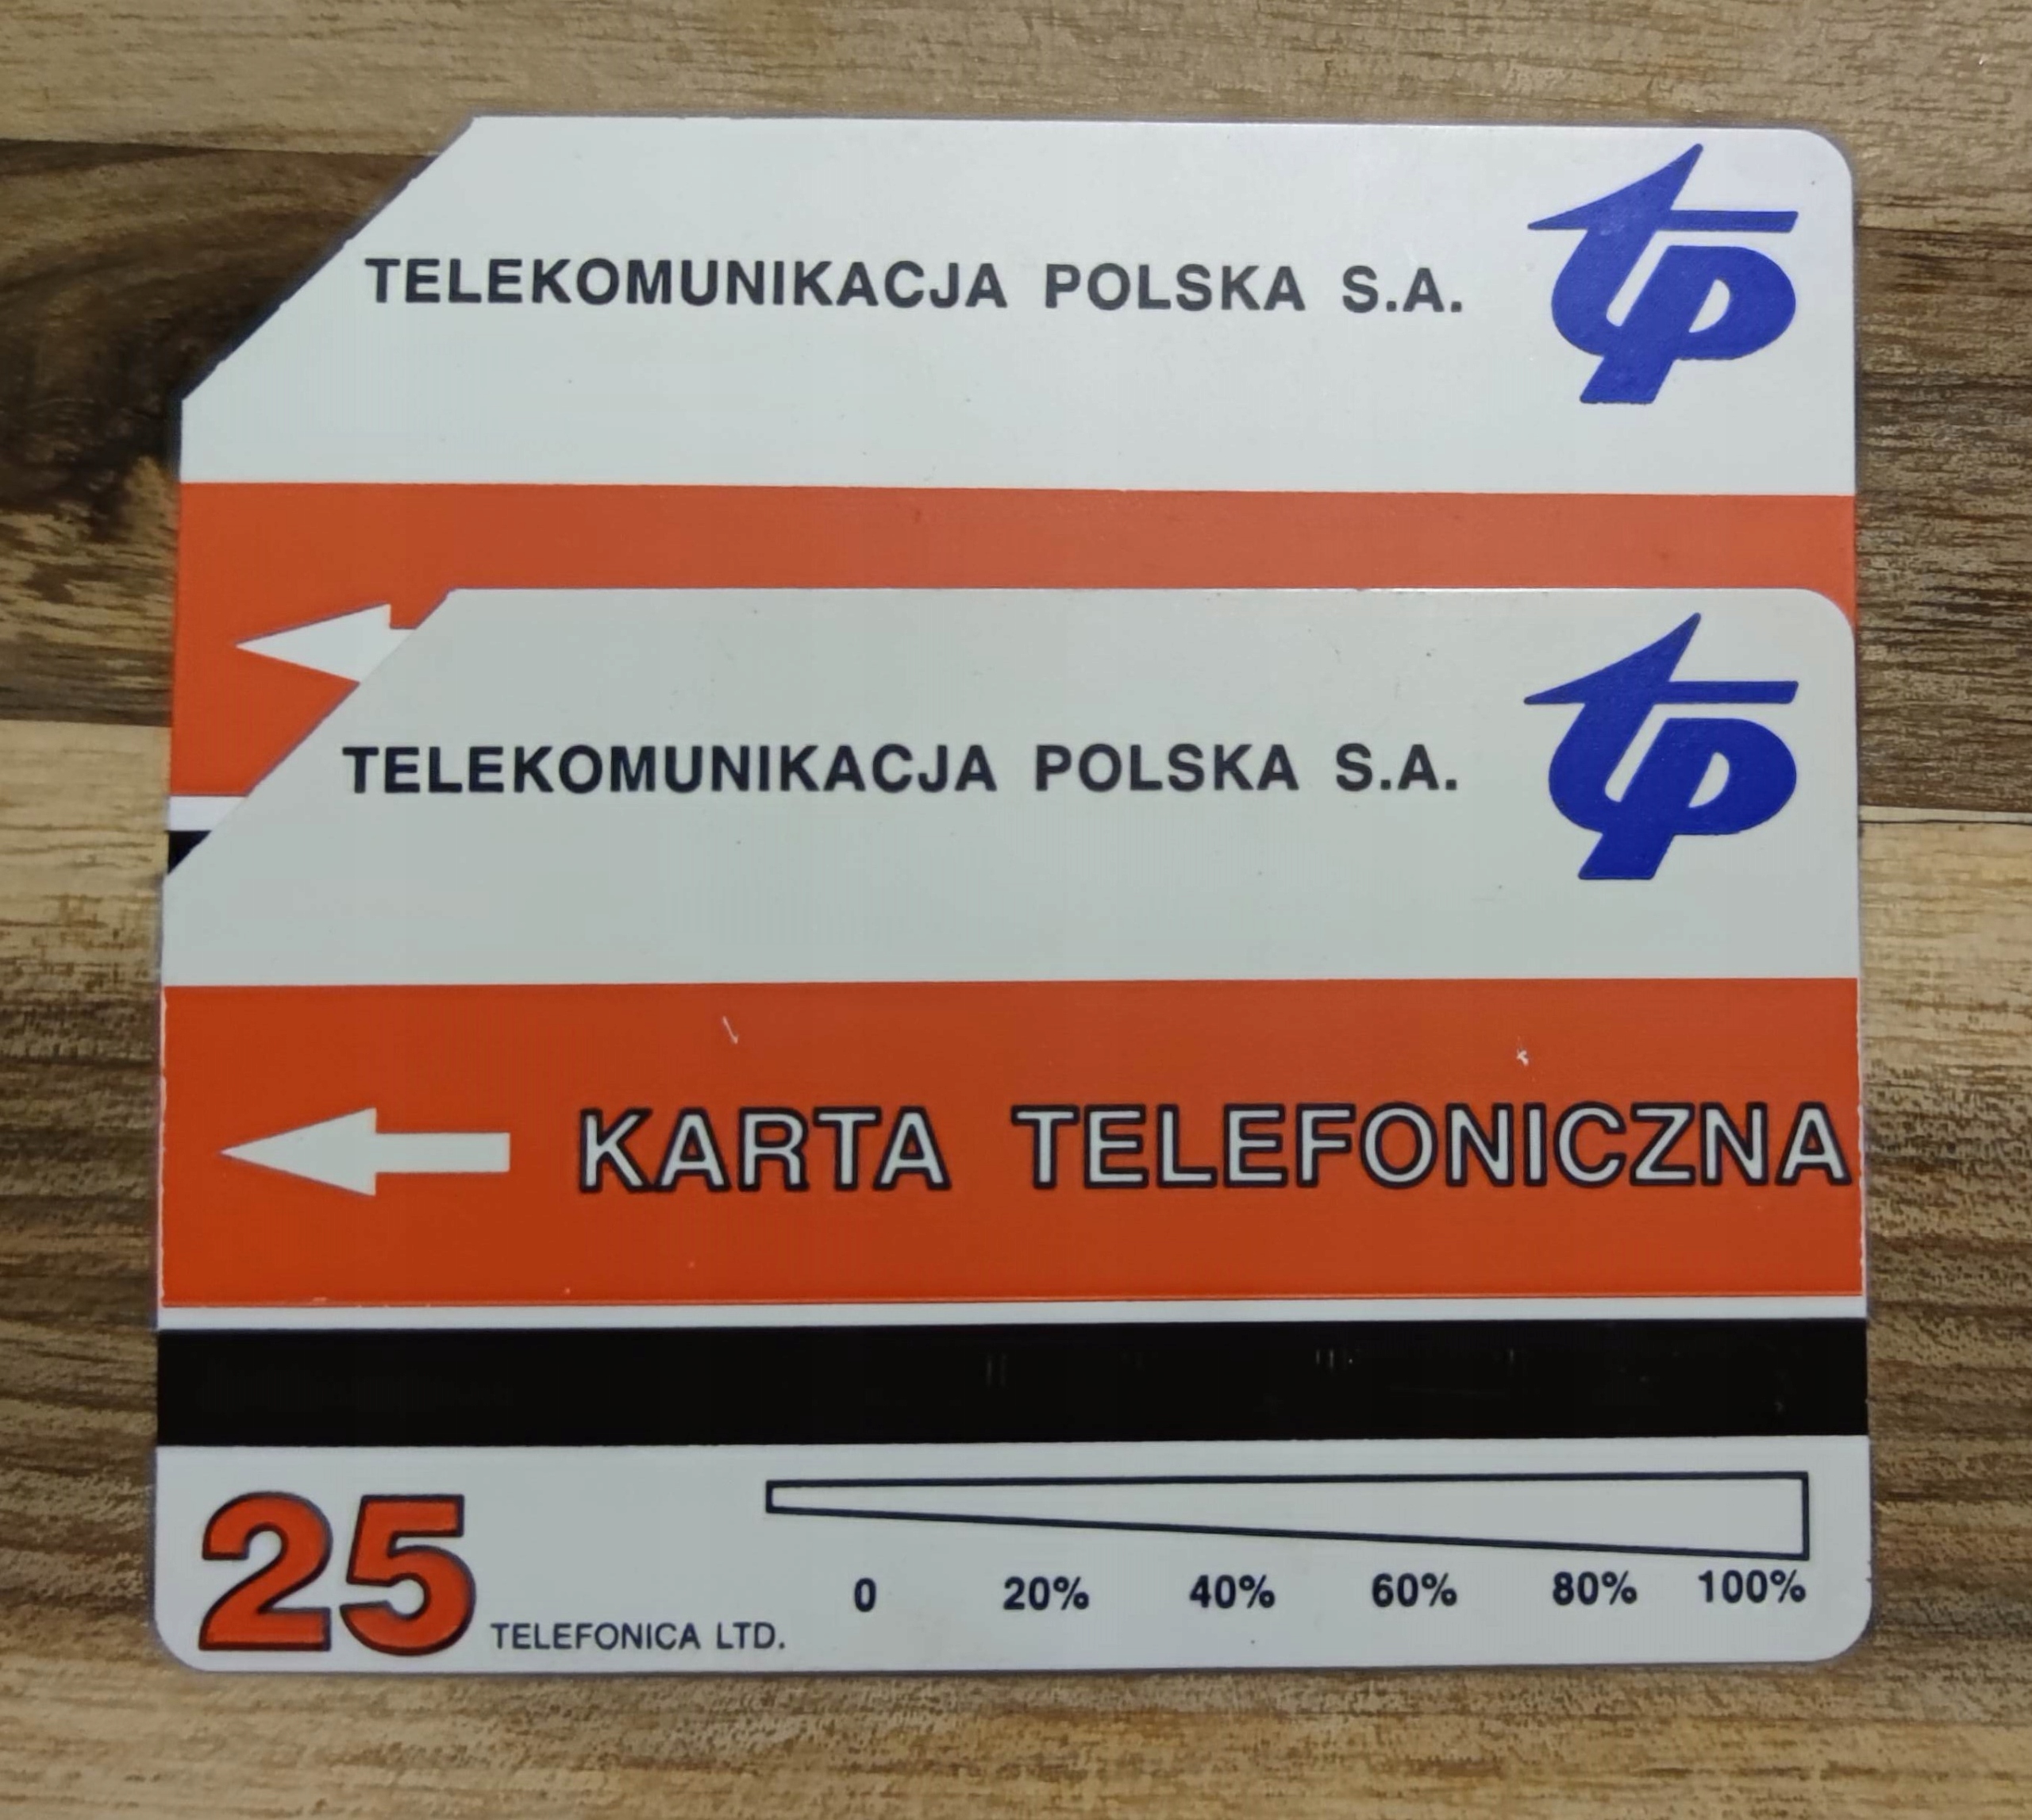 TELEKOMUNIKACJA POLSKA S.A.
tp
TELEKOMUNIKACJA POLSKA S.A.
tp
KARTA TELEFONICZNA
25 TELEFONICA LTD.
0 20% 40% 60% 80% 100%